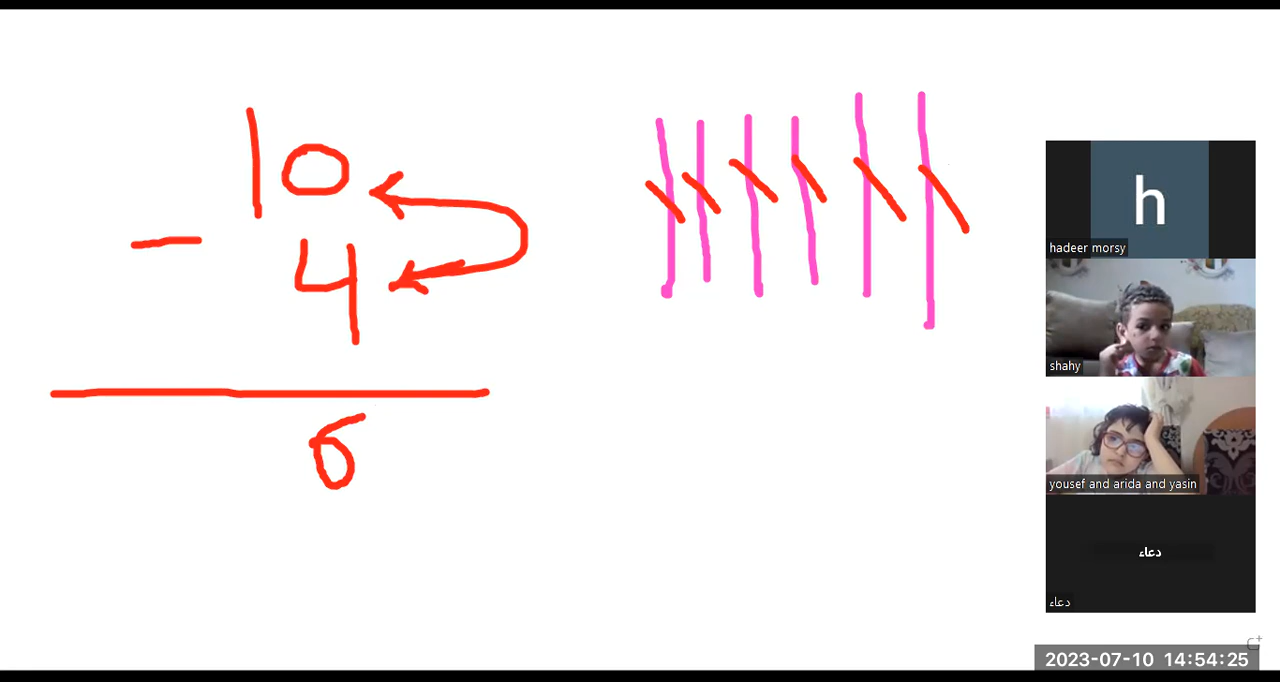 10
- 4
6
h
hadeer morsy
shahy
yousef and arida and yasin
دعاء
دعاء
2023-07-10 14:54:25